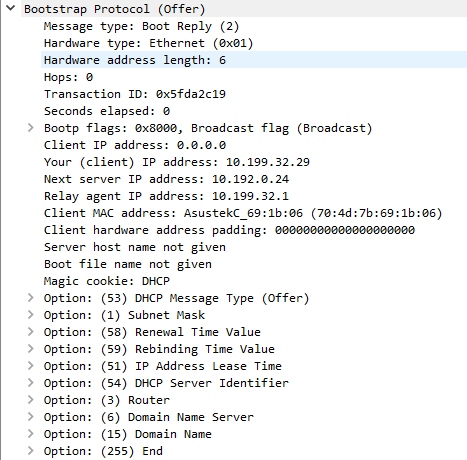 Bootstrap Protocol (Offer)
Message type: Boot Reply (2)
Hardware type: Ethernet (0x01)
Hardware address length: 6
Hops: 0
Transaction ID: 0x5fda2c19
Seconds elapsed: 0
Bootp flags: 0x8000, Broadcast flag (Broadcast)
Client IP address: 0.0.0.0
Your (client) IP address: 10.199.32.29
Next server IP address: 10.192.0.24
Relay agent IP address: 10.199.32.1
Client MAC address: AsustekC_69:1b:06 (70:4d:7b:69:1b:06)
Client hardware address padding: 00000000000000000000
Server host name not given
Boot file name not given
Magic cookie: DHCP
Option: (53) DHCP Message Type (Offer)
Option: (1) Subnet Mask
Option: (58) Renewal Time Value
Option: (59) Rebinding Time Value
Option: (51) IP Address Lease Time
Option: (54) DHCP Server Identifier
Option: (3) Router
Option: (6) Domain Name Server
Option: (15) Domain Name
Option: (255) End